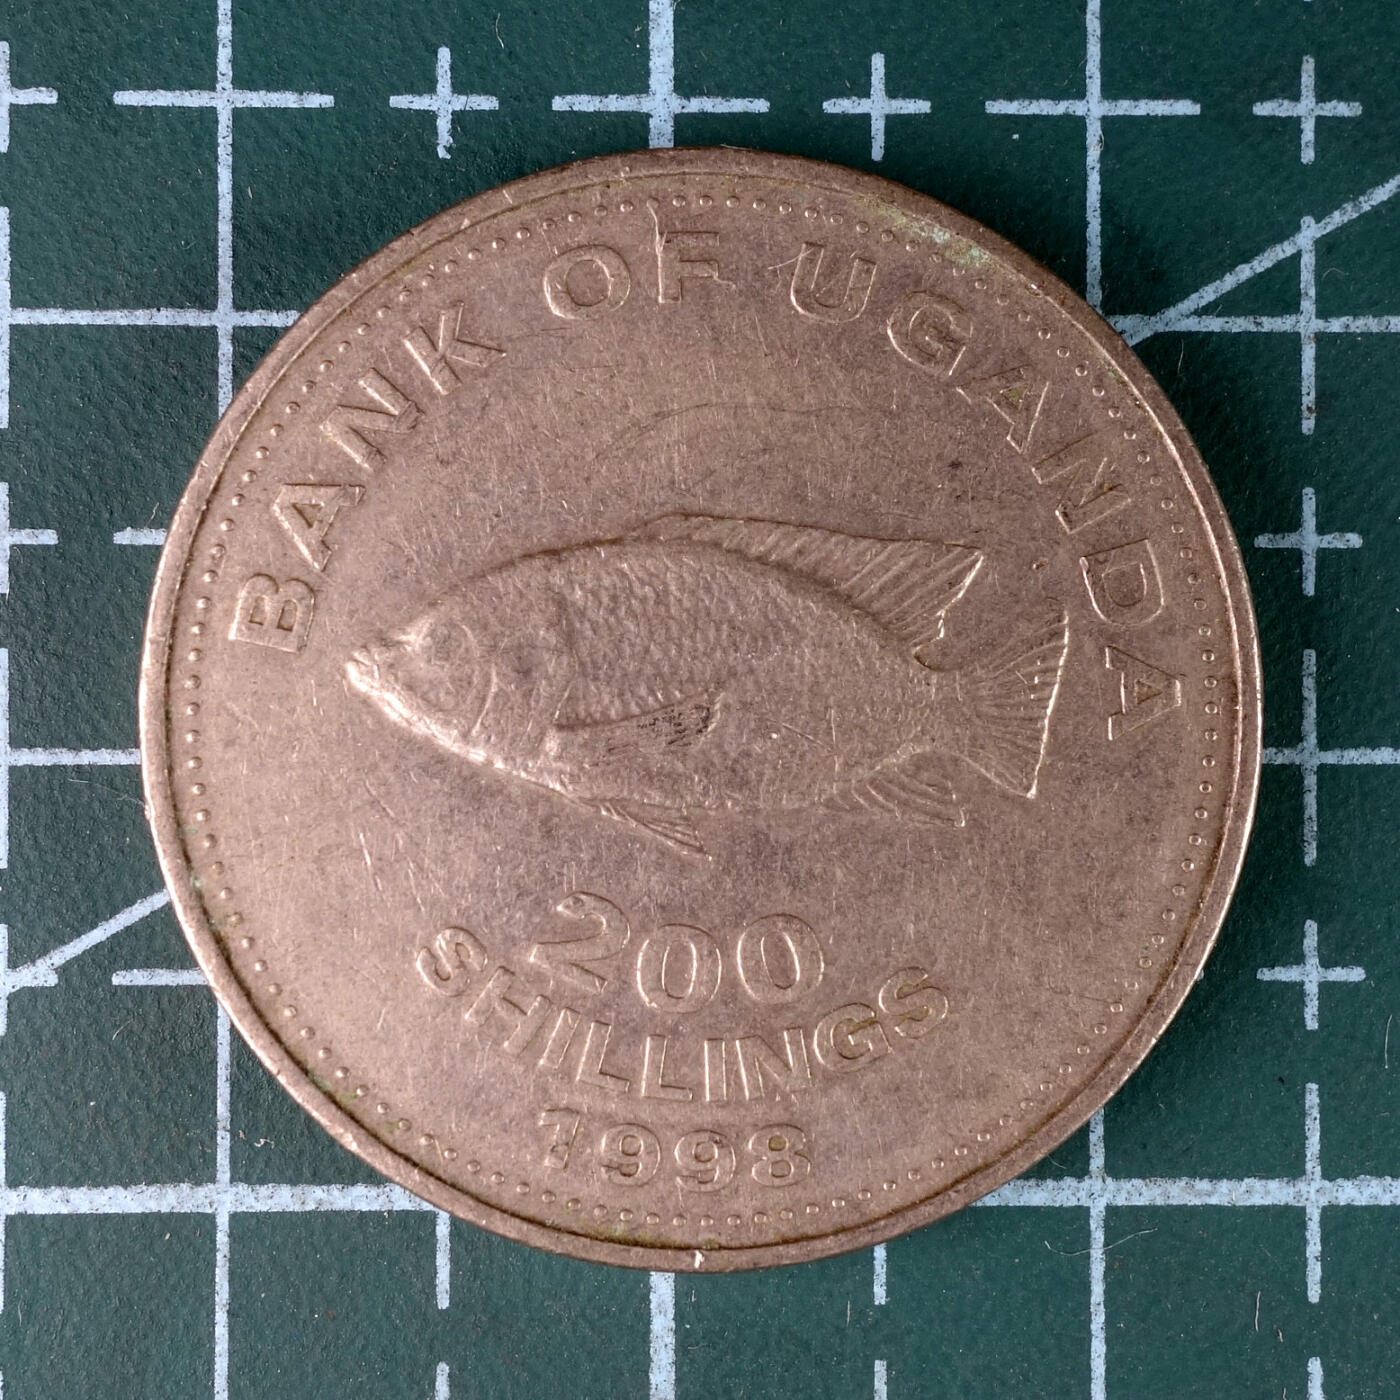 BANK OF UGANDA
200
SHILLINGS
1998